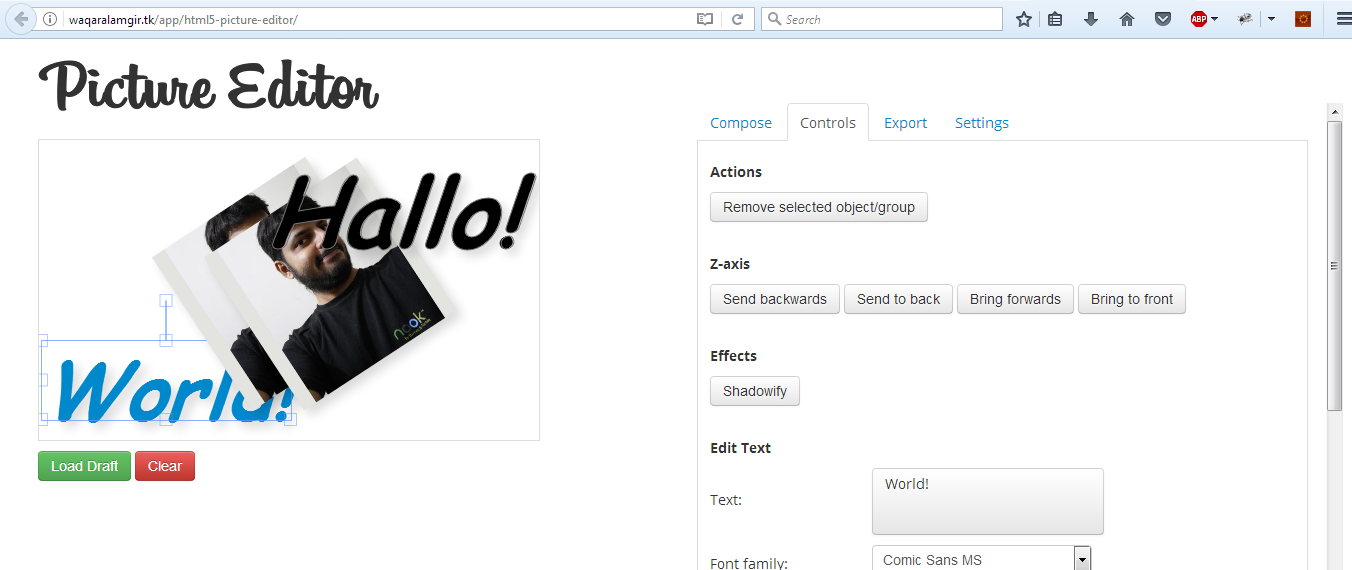 waqaralamgir.tk/app/html5-picture-editor/
Search
ABP
Picture Editor
Compose Controls Export Settings
Hallo!
nook
World!
Load Draft Clear
Actions
Remove selected object/group
Z-axis
Send backwards Send to back Bring forwards Bring to front
Effects
Shadowify
Edit Text
Text: World!
Font family: Comic Sans MS